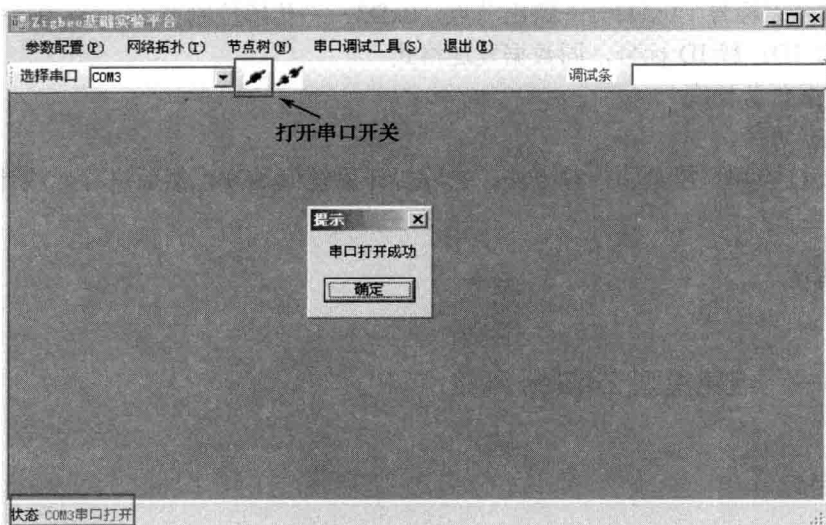 Zigbee基础实验平台
参数配置(P) 网络拓扑(T) 节点树(N) 串口调试工具(S) 退出(E)
选择串口 COM3 调试条
打开串口开关
提示
串口打开成功
确定
状态 COM3串口打开